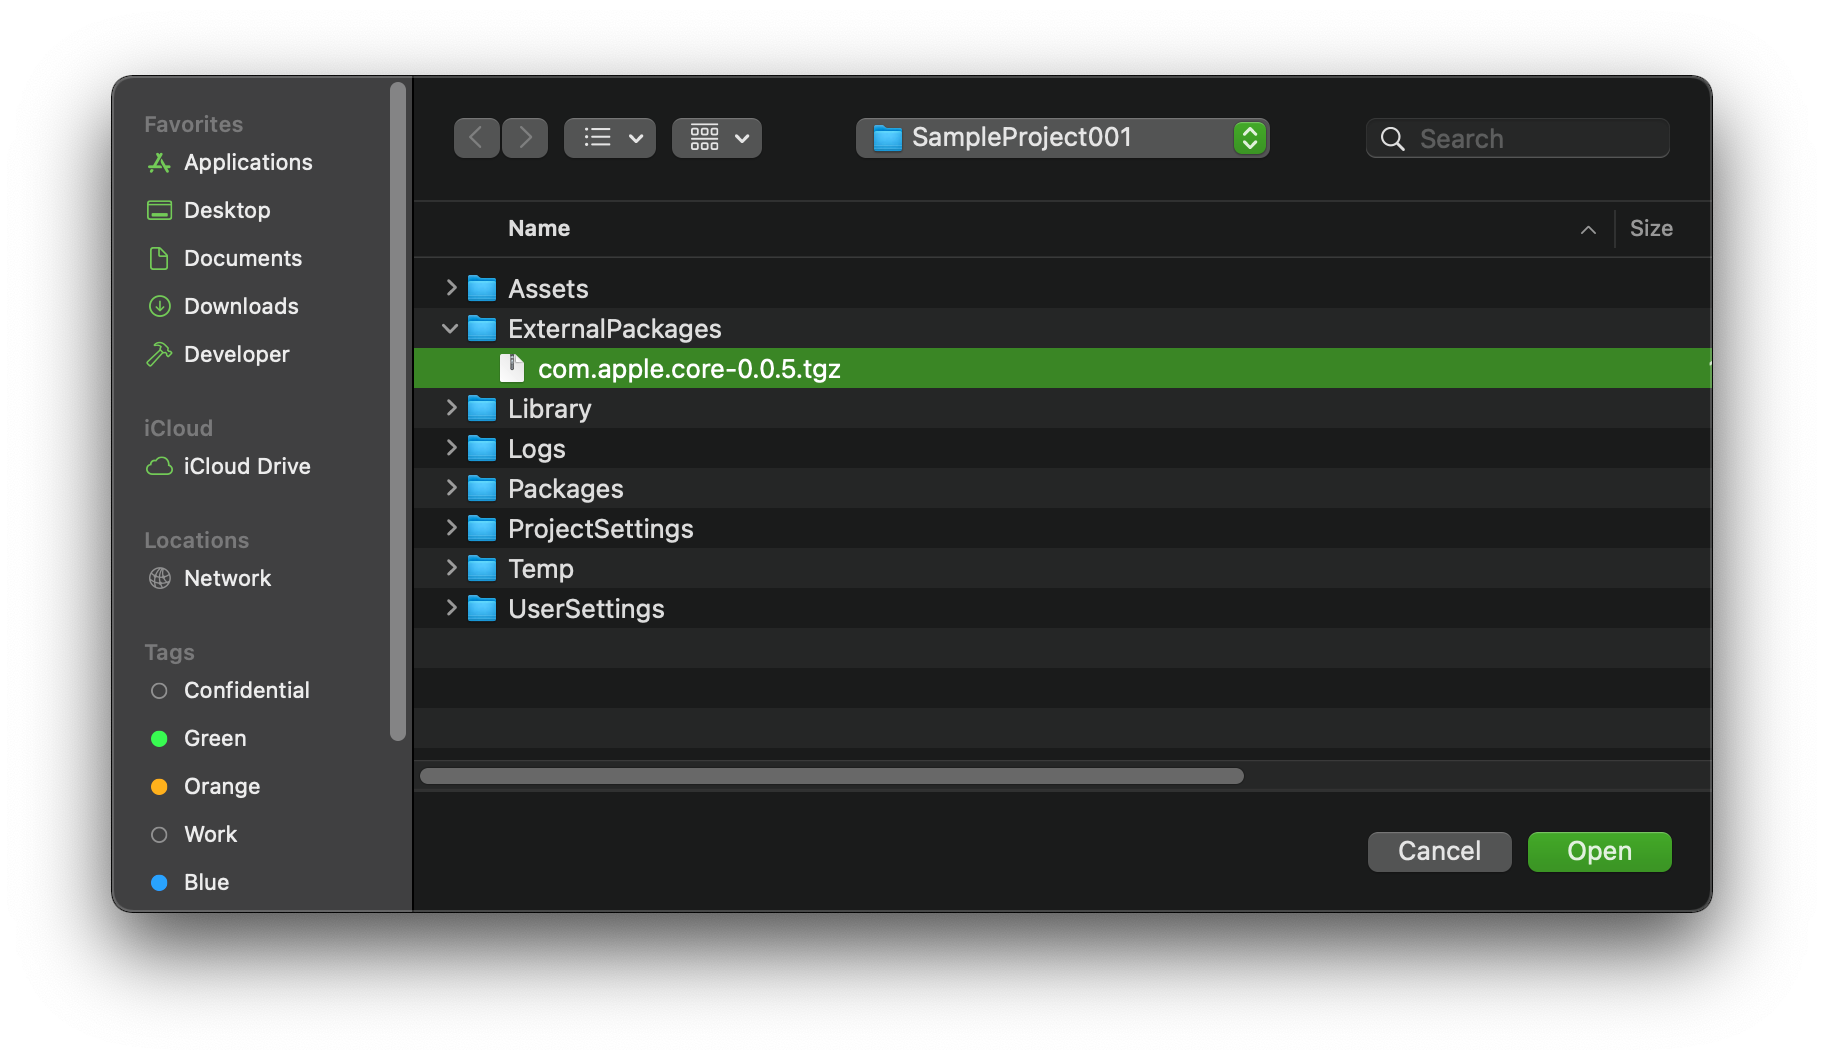 Favorites
Applications
Desktop
Documents
Downloads
Developer
iCloud
iCloud Drive
Locations
Network
Tags
Confidential
Green
Orange
Work
Blue
SampleProject001
Search
Name
Size
Assets
ExternalPackages
com.apple.core-0.0.5.tgz
Library
Logs
Packages
ProjectSettings
Temp
UserSettings
Cancel
Open